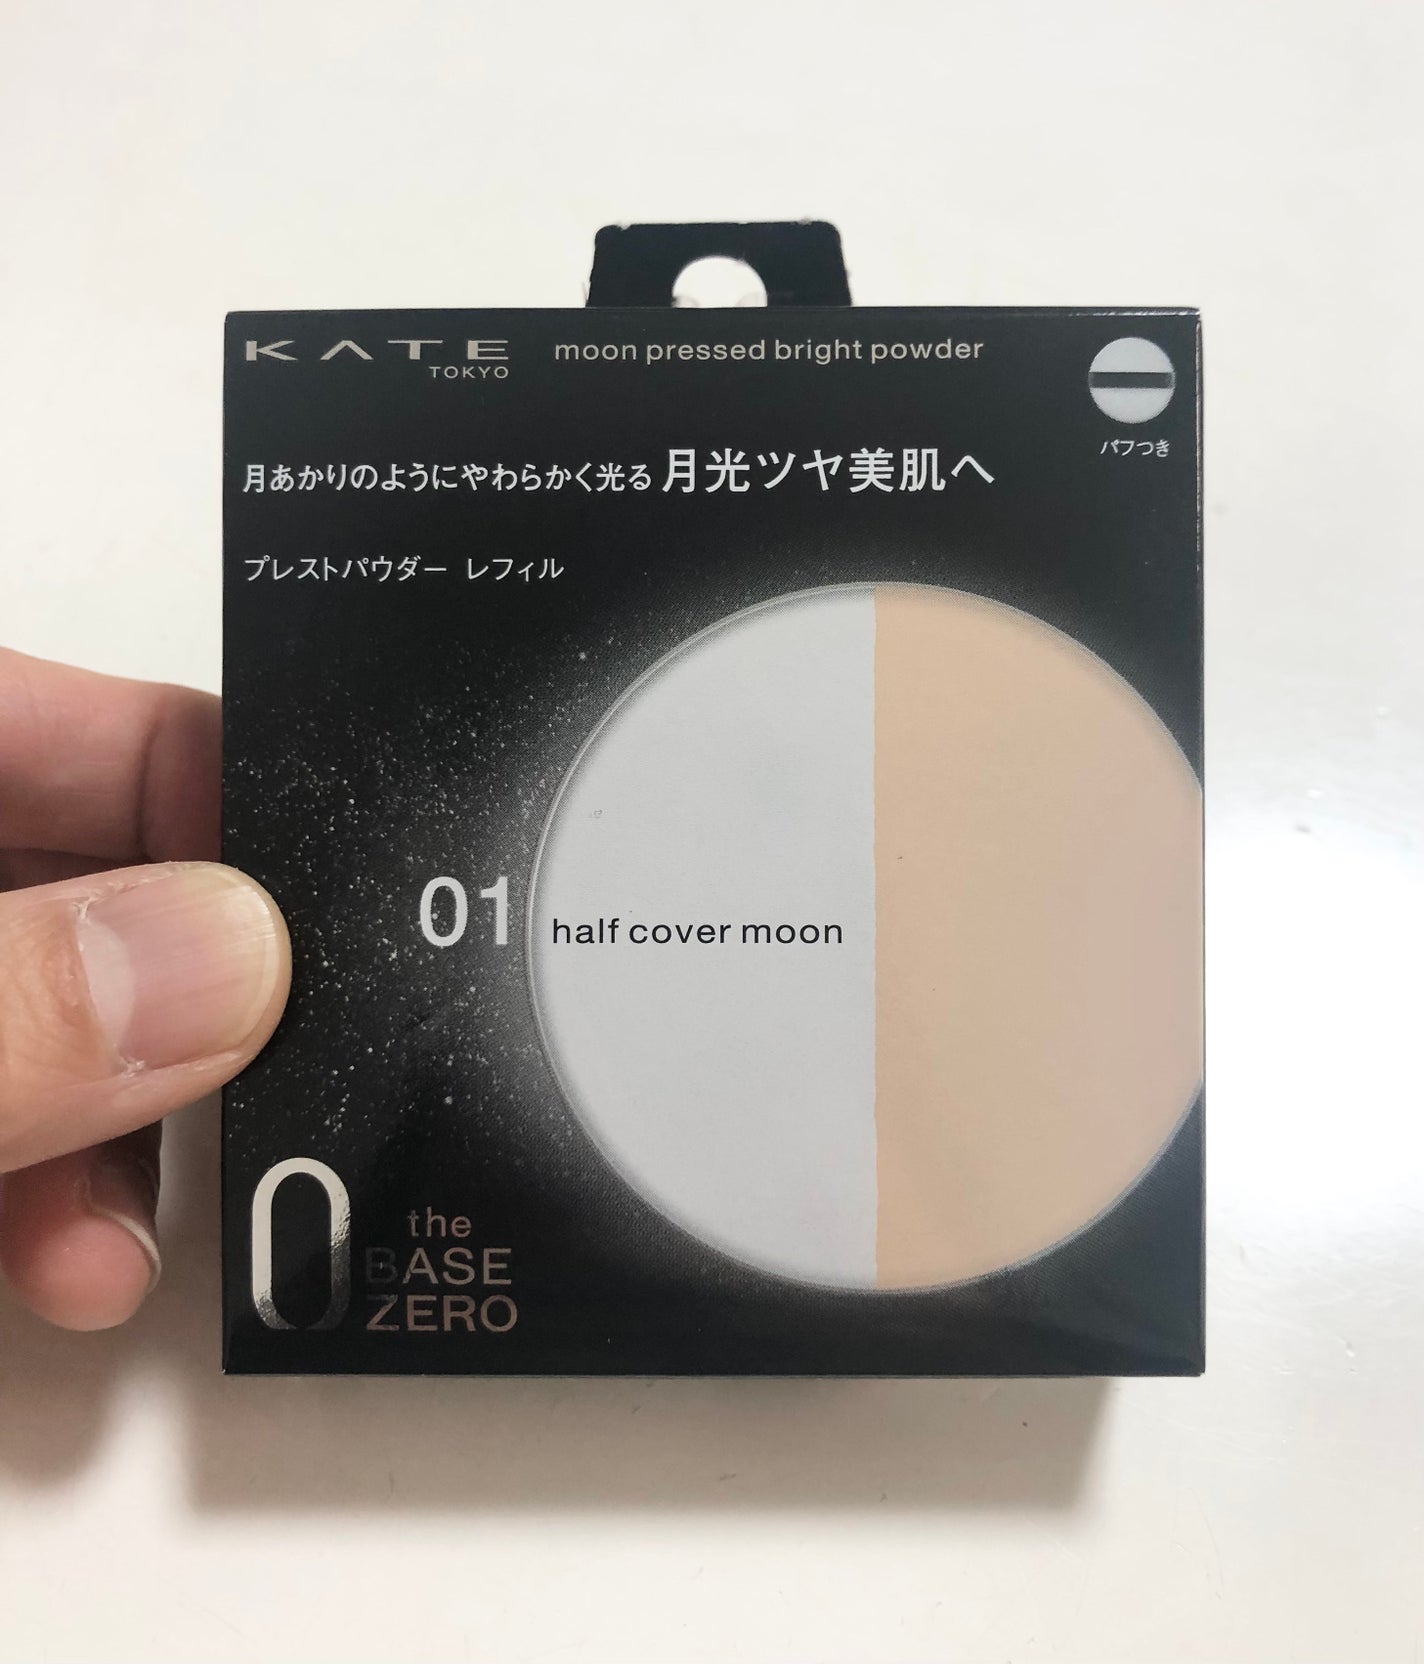 KATE
TOKYO
moon pressed bright powder
パフつき
月あかりのようにやわらかく光る 月光ツヤ美肌へ
プレストパウダー レフィル
01 half cover moon
0
the
BASE
ZERO